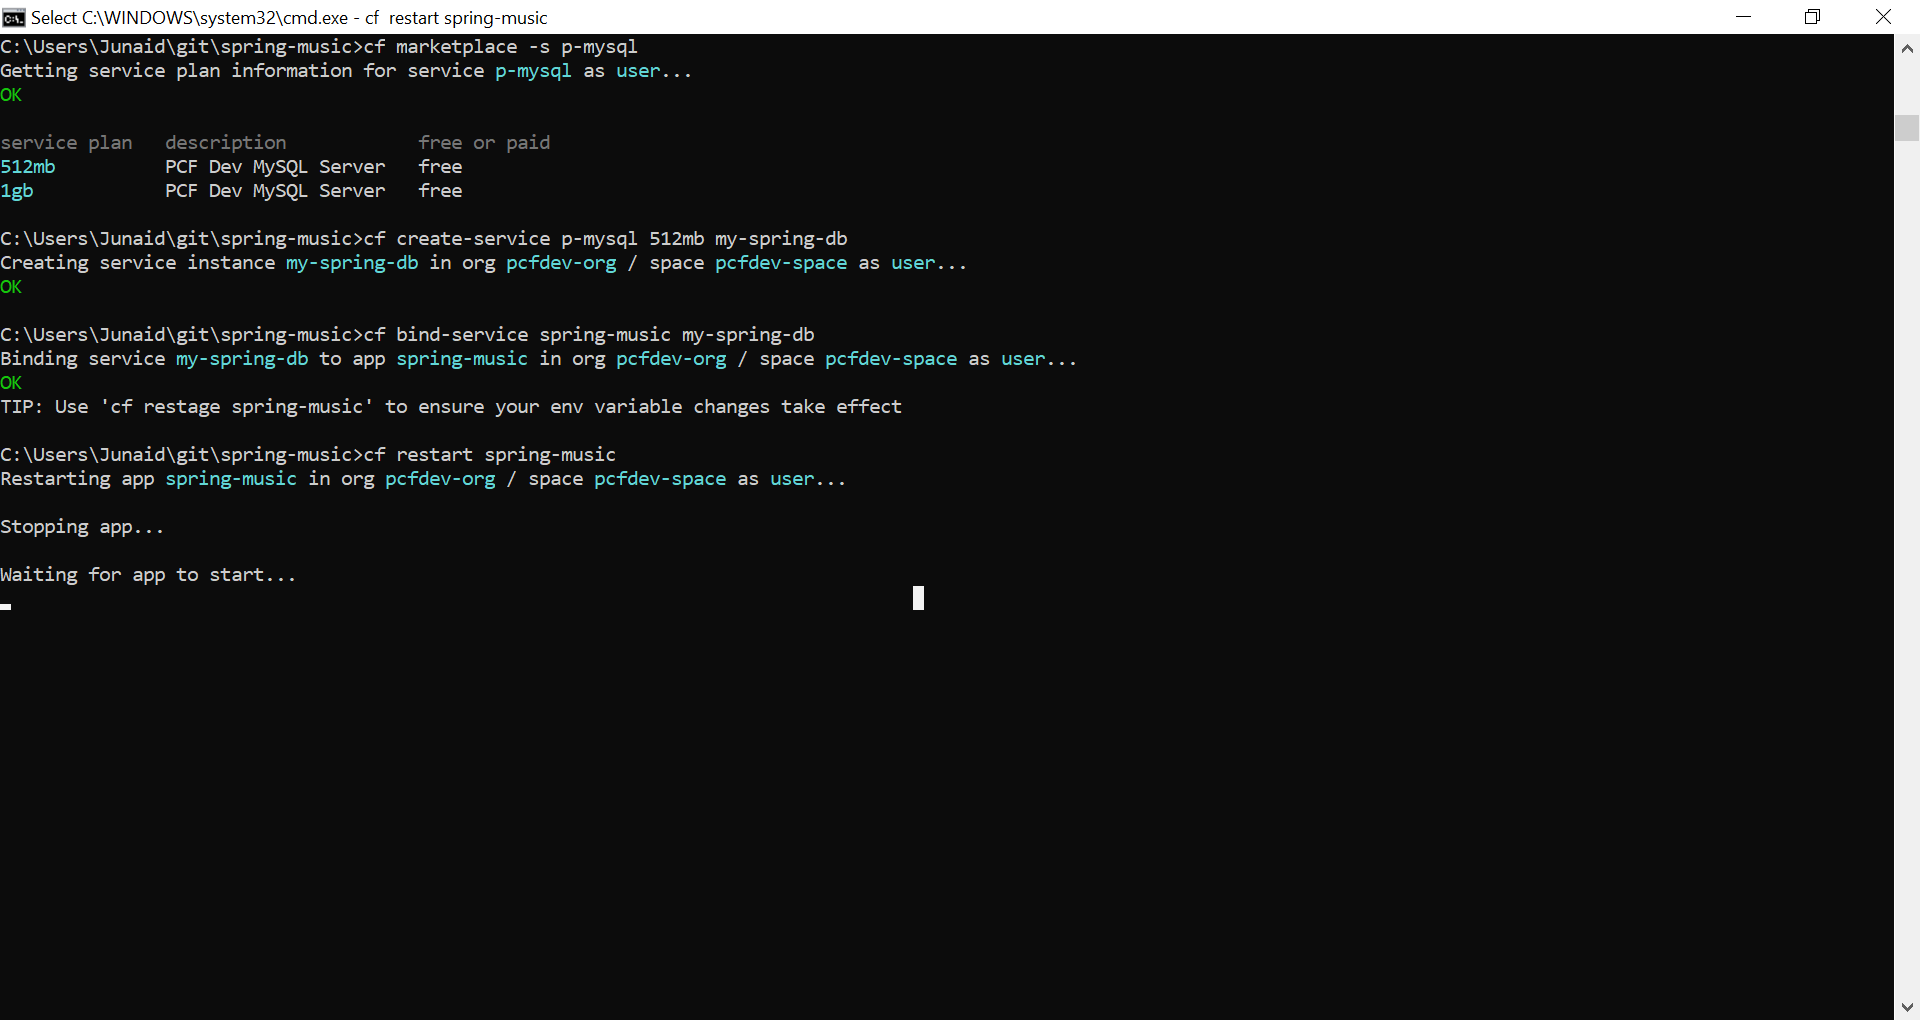 Select C:\WINDOWS\system32\cmd.exe - cf  restart spring-music
C:\Users\Junaid\git\spring-music>cf marketplace -s p-mysql
Getting service plan information for service p-mysql as user...
OK
service plan   description            free or paid
512mb          PCF Dev MySQL Server   free
1gb            PCF Dev MySQL Server   free
C:\Users\Junaid\git\spring-music>cf create-service p-mysql 512mb my-spring-db
Creating service instance my-spring-db in org pcfdev-org / space pcfdev-space as user...
OK
C:\Users\Junaid\git\spring-music>cf bind-service spring-music my-spring-db
Binding service my-spring-db to app spring-music in org pcfdev-org / space pcfdev-space as user...
OK
TIP: Use 'cf restage spring-music' to ensure your env variable changes take effect
C:\Users\Junaid\git\spring-music>cf restart spring-music
Restarting app spring-music in org pcfdev-org / space pcfdev-space as user...
Stopping app...
Waiting for app to start...